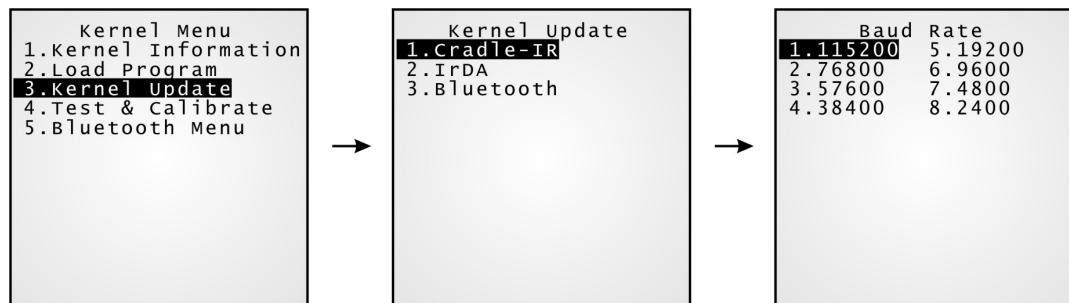 Kernel Menu
1.Kernel Information
2.Load Program
3.Kernel Update
4.Test & Calibrate
5.Bluetooth Menu
Kernel Update
1.Cradle-IR
2.IrDA
3.Bluetooth
Baud Rate
1.115200 5.19200
2.76800 6.9600
3.57600 7.4800
4.38400 8.2400